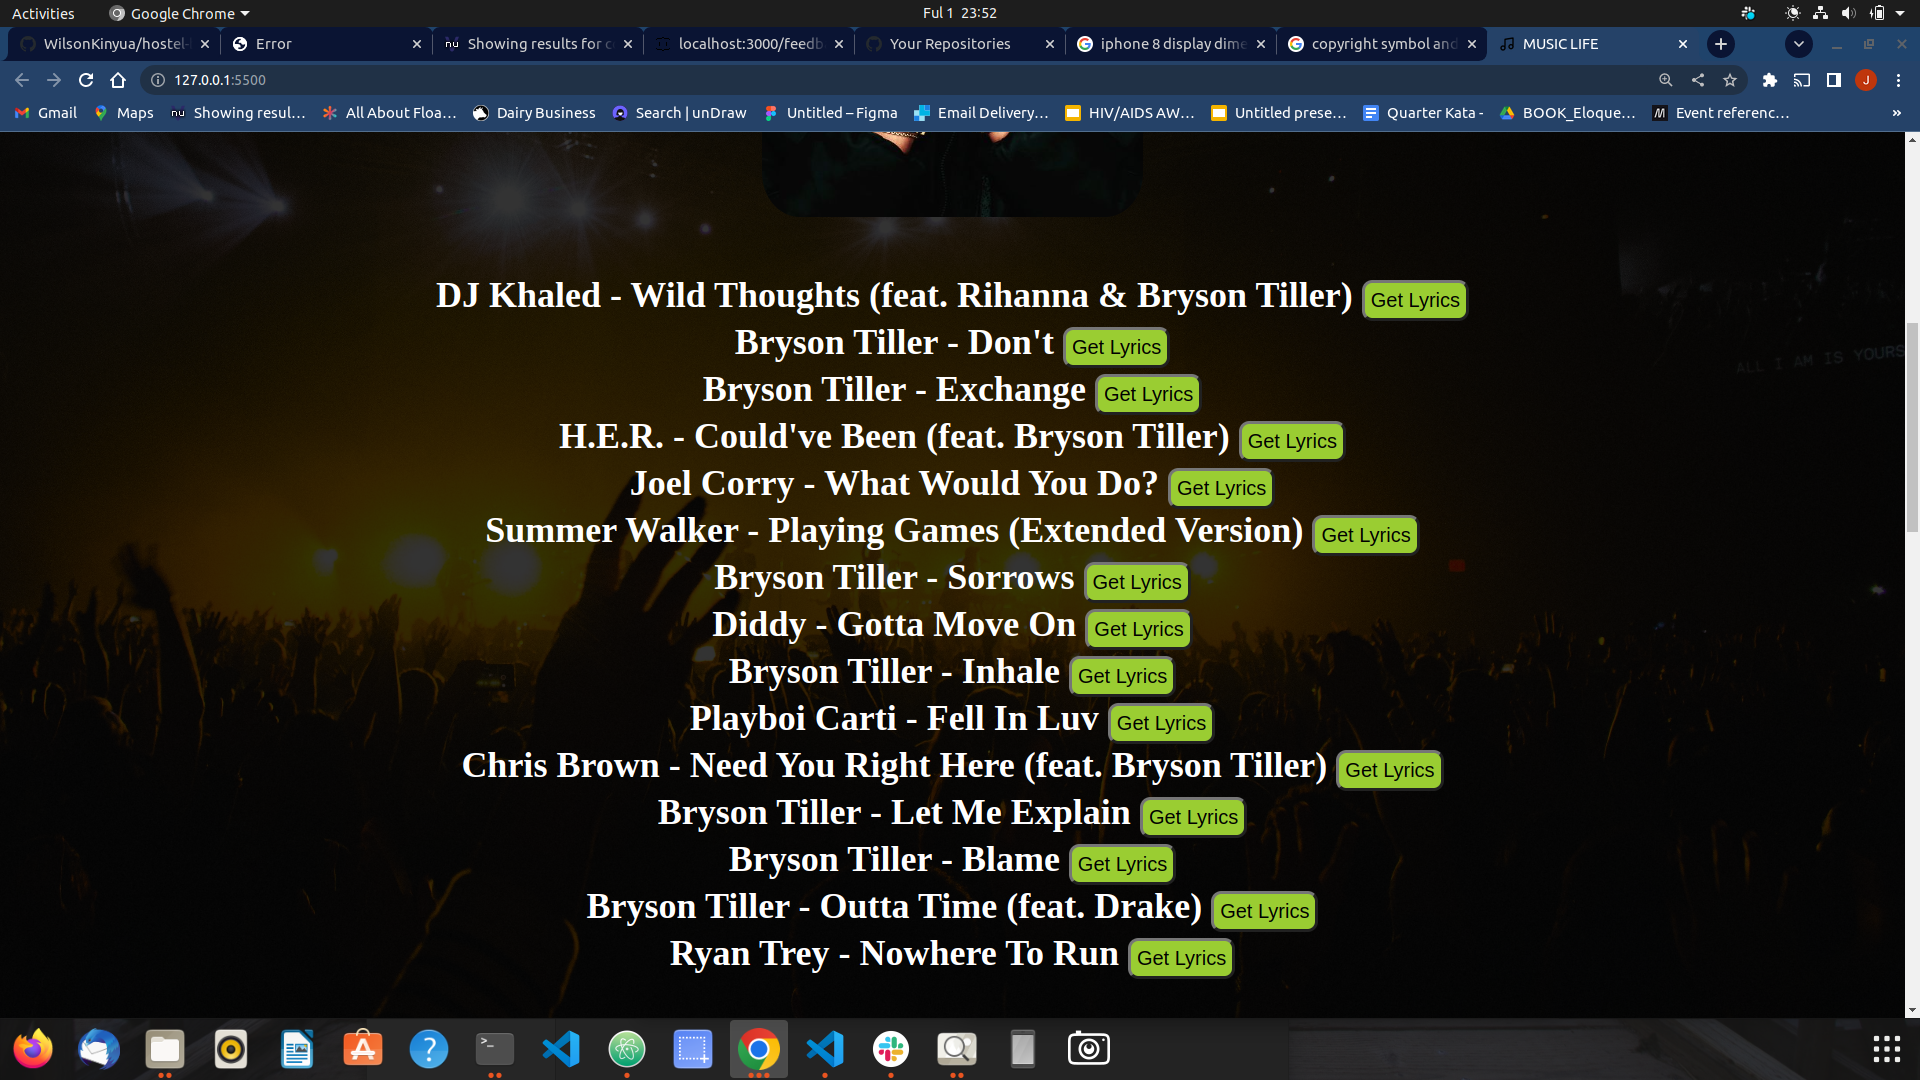 Activities
Google Chrome
Ful 1 23:52
WilsonKinyua/hostel-
Error
Showing results for c
localhost:3000/feedb
Your Repositories
iphone 8 display dime
copyright symbol and
MUSIC LIFE
127.0.0.1:5500
J
Gmail
Maps
Showing resul…
All About Floa…
Dairy Business
Search | unDraw
Untitled – Figma
Email Delivery…
HIV/AIDS AW…
Untitled prese…
Quarter Kata -
BOOK_Eloque…
Event referenc…
»
ALL I AM IS YOURS
DJ Khaled - Wild Thoughts (feat. Rihanna & Bryson Tiller) Get Lyrics
Bryson Tiller - Don't Get Lyrics
Bryson Tiller - Exchange Get Lyrics
H.E.R. - Could've Been (feat. Bryson Tiller) Get Lyrics
Joel Corry - What Would You Do? Get Lyrics
Summer Walker - Playing Games (Extended Version) Get Lyrics
Bryson Tiller - Sorrows Get Lyrics
Diddy - Gotta Move On Get Lyrics
Bryson Tiller - Inhale Get Lyrics
Playboi Carti - Fell In Luv Get Lyrics
Chris Brown - Need You Right Here (feat. Bryson Tiller) Get Lyrics
Bryson Tiller - Let Me Explain Get Lyrics
Bryson Tiller - Blame Get Lyrics
Bryson Tiller - Outta Time (feat. Drake) Get Lyrics
Ryan Trey - Nowhere To Run Get Lyrics